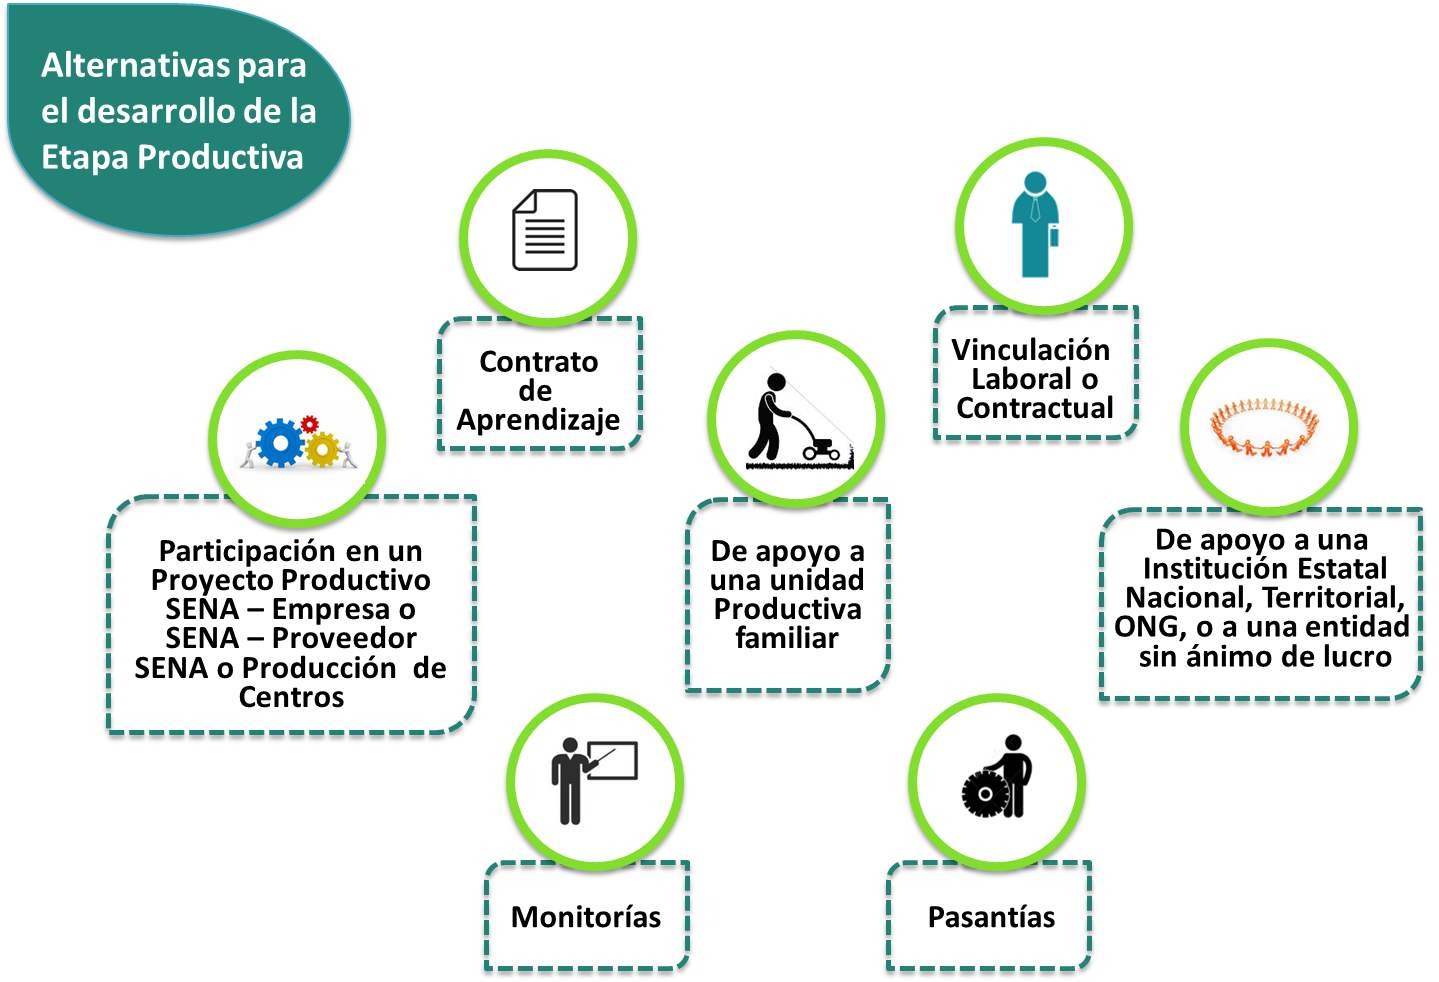 Alternativas para
el desarrollo de la
Etapa Productiva
Contrato
de
Aprendizaje
Vinculación
Laboral o
Contractual
Participación en un
Proyecto Productivo
SENA – Empresa o
SENA – Proveedor
SENA o Producción de
Centros
De apoyo a
una unidad
Productiva
familiar
De apoyo a una
Institución Estatal
Nacional, Territorial,
ONG, o a una entidad
sin ánimo de lucro
Monitorías
Pasantías